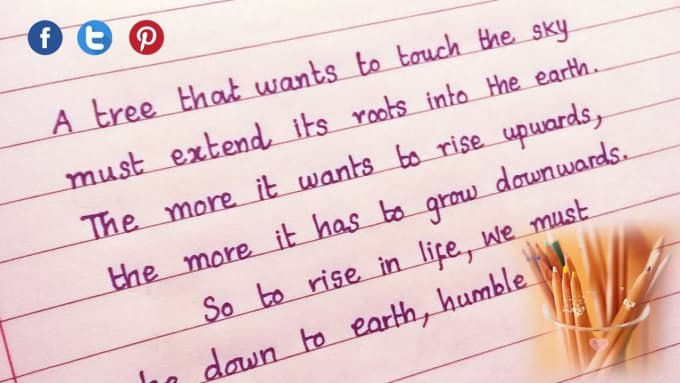 A tree that wants to touch the sky
must extend its roots into the earth.
The more it wants to rise upwards,
the more it has to grow downwards.
So to rise in life, we must
be down to earth, humble